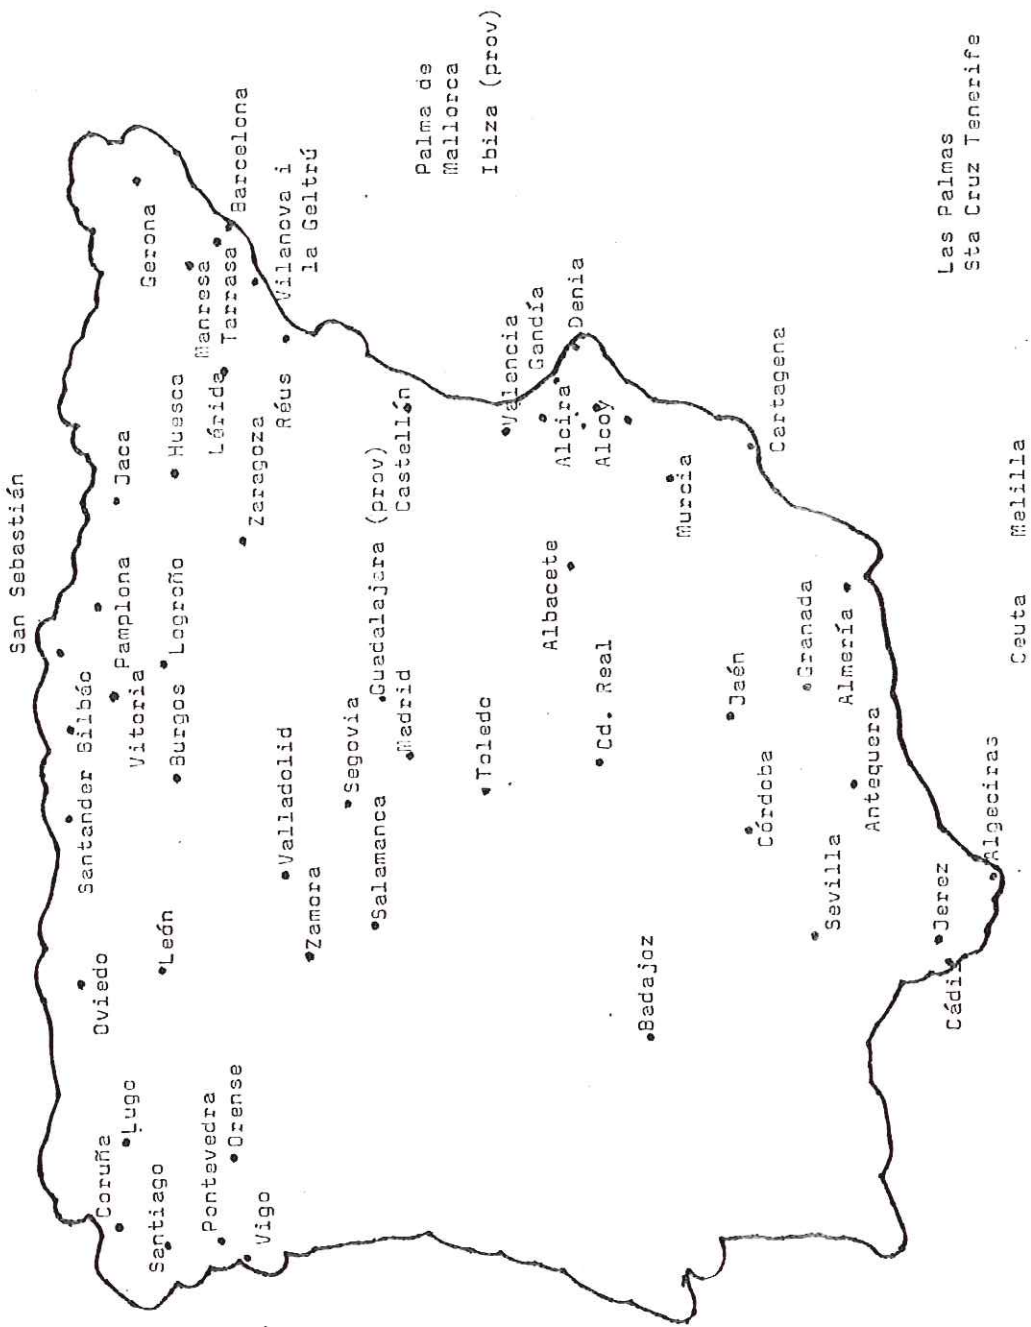 San Sebastián
Santander
Bilbáo
Oviedo
Coruña
Lugo
Santiago
Pontevedra
Orense
Vigo
León
Vitoria
Pamplona
Jaca
Burgos
Logroño
Huesca
Gerona
Manresa
Lérida
Tarrasa
Barcelona
Vilanova i
la Geltrú
Réus
Zaragoza
Valladolid
Zamora
Segovia
Salamanca
Guadalajara (prov)
Madrid
Castellón
Palma de
Mallorca
Ibiza (prov)
Toledo
Valencia
Gandía
Denia
Alcira
Alcoy
Albacete
Cd. Real
Badajoz
Murcia
Cartagena
Jaén
Córdoba
Sevilla
Granada
Almería
Antequera
Jerez
Cádiz
Algeciras
Las Palmas
Sta Cruz Tenerife
Ceuta
Melilla